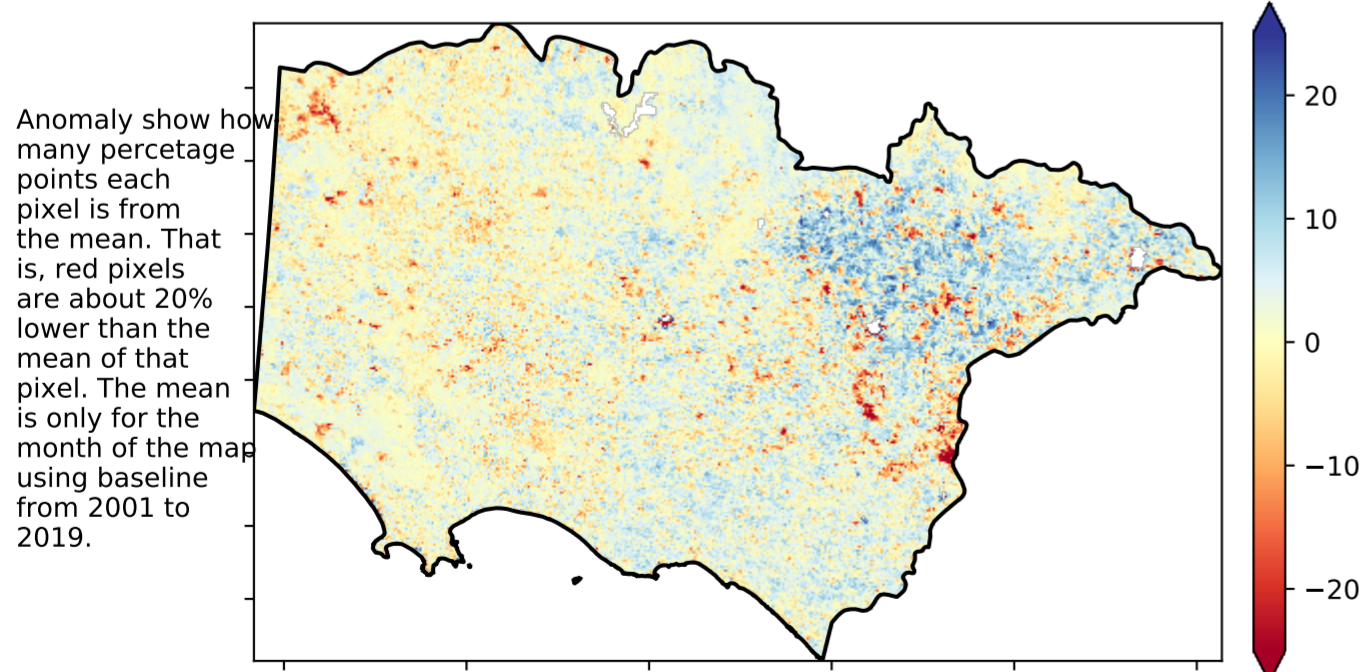 Anomaly show how
many percetage
points each
pixel is from
the mean. That
is, red pixels
are about 20%
lower than the
mean of that
pixel. The mean
is only for the
month of the map
using baseline
from 2001 to
2019.
20
10
0
−10
−20